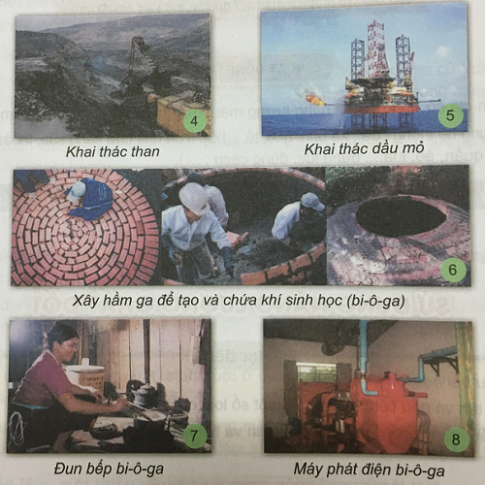 4
5
Khai thác than
Khai thác dầu mỏ
6
Xây hầm ga để tạo và chứa khí sinh học (bi-ô-ga)
7
8
Đun bếp bi-ô-ga
Máy phát điện bi-ô-ga